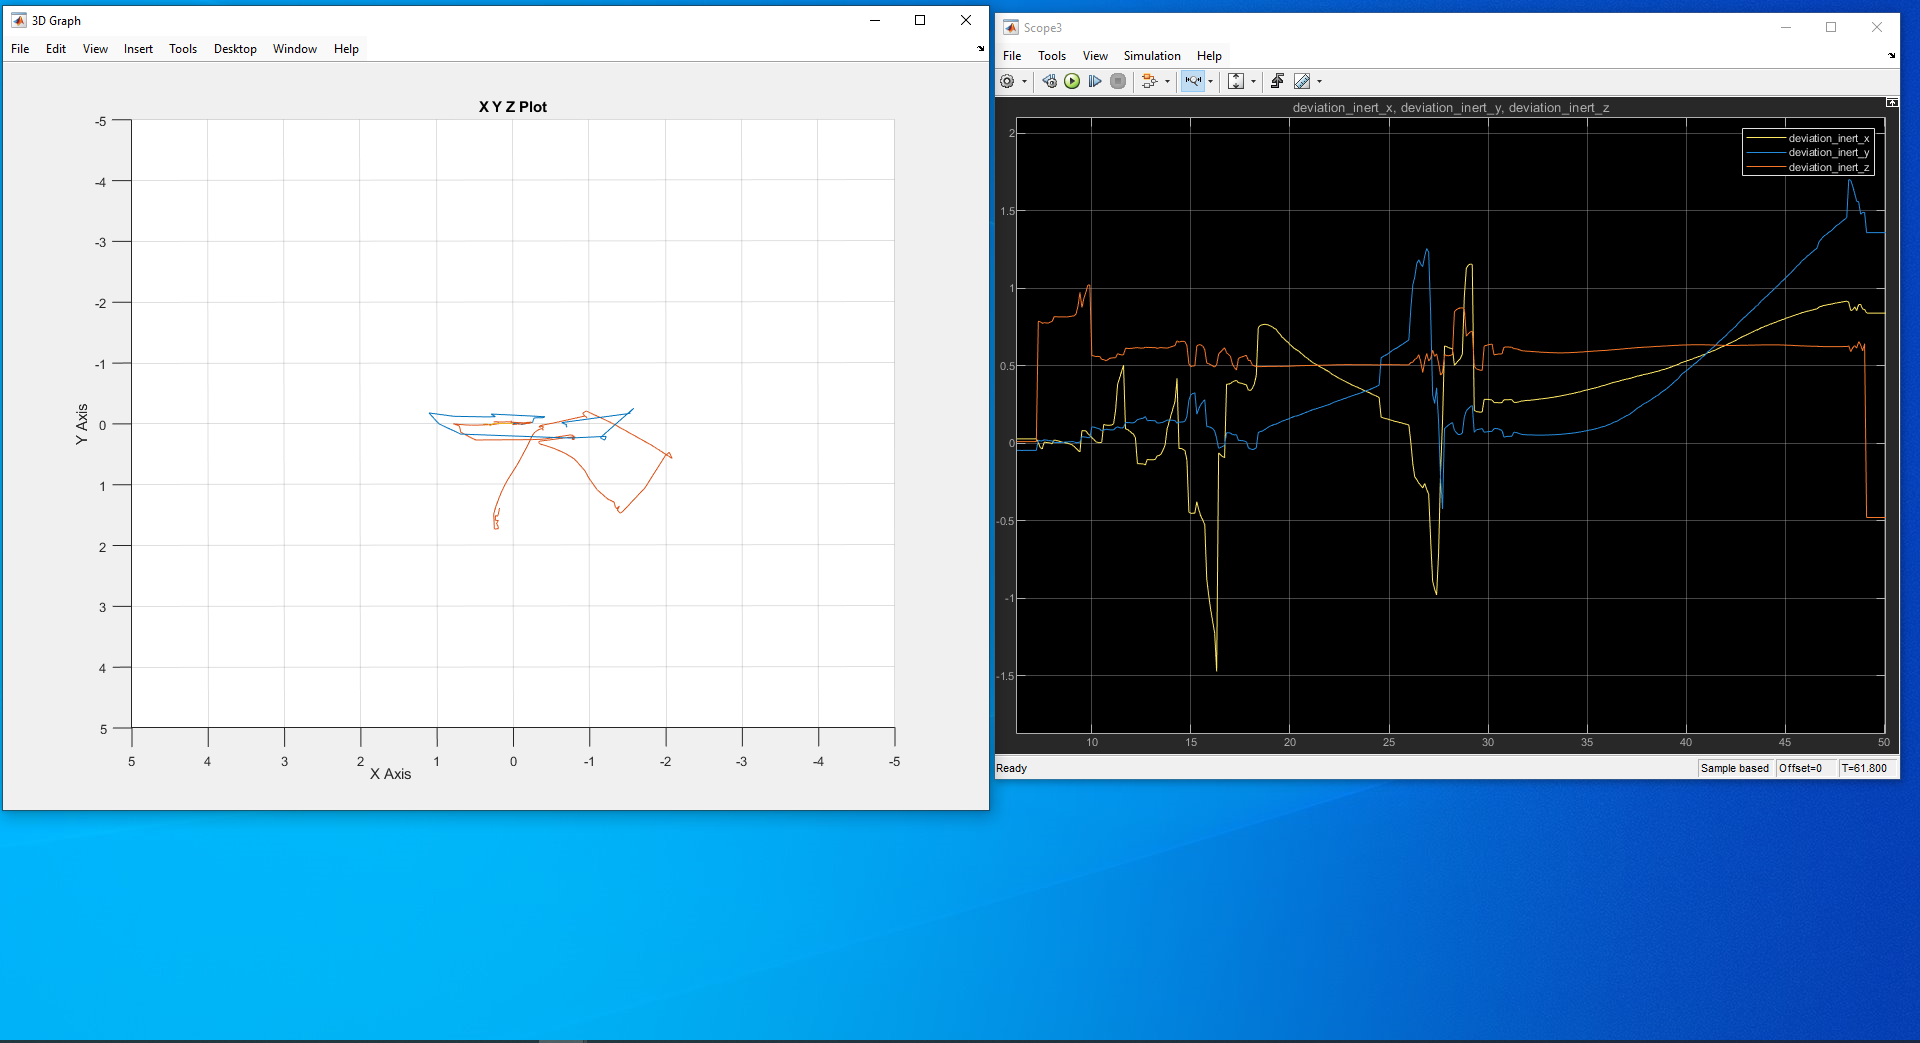 3D Graph
File Edit View Insert Tools Desktop Window Help
X Y Z Plot
-5
-4
-3
-2
-1
0
1
2
3
4
5
Y Axis
5 4 3 2 1 0 -1 -2 -3 -4 -5
X Axis
Scope3
File Tools View Simulation Help
deviation_inert_x, deviation_inert_y, deviation_inert_z
deviation_inert_x
deviation_inert_y
deviation_inert_z
2
1.5
1
0.5
0
-0.5
-1
-1.5
10 15 20 25 30 35 40 45 50
Ready Sample based Offset=0 T=61.800